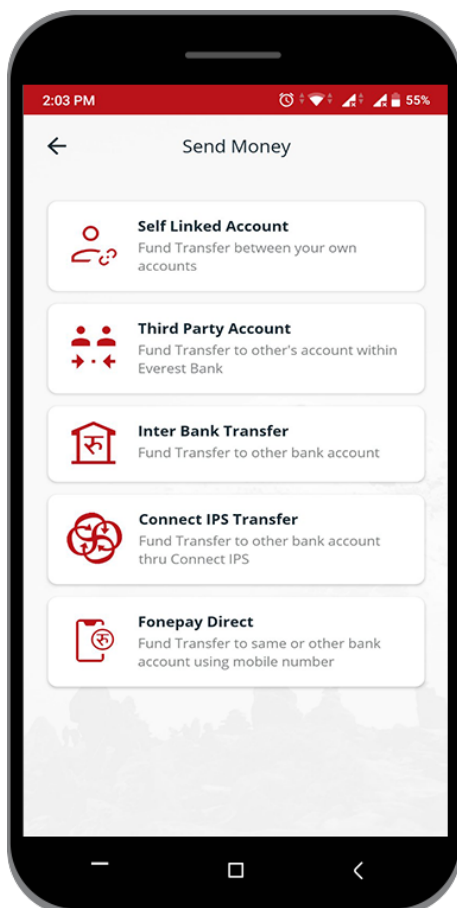 2:03 PM 55%
Send Money
Self Linked Account
Fund Transfer between your own
accounts
Third Party Account
Fund Transfer to other's account within
Everest Bank
रु
Inter Bank Transfer
Fund Transfer to other bank account
Connect IPS Transfer
Fund Transfer to other bank account
thru Connect IPS
रु
Fonepay Direct
Fund Transfer to same or other bank
account using mobile number